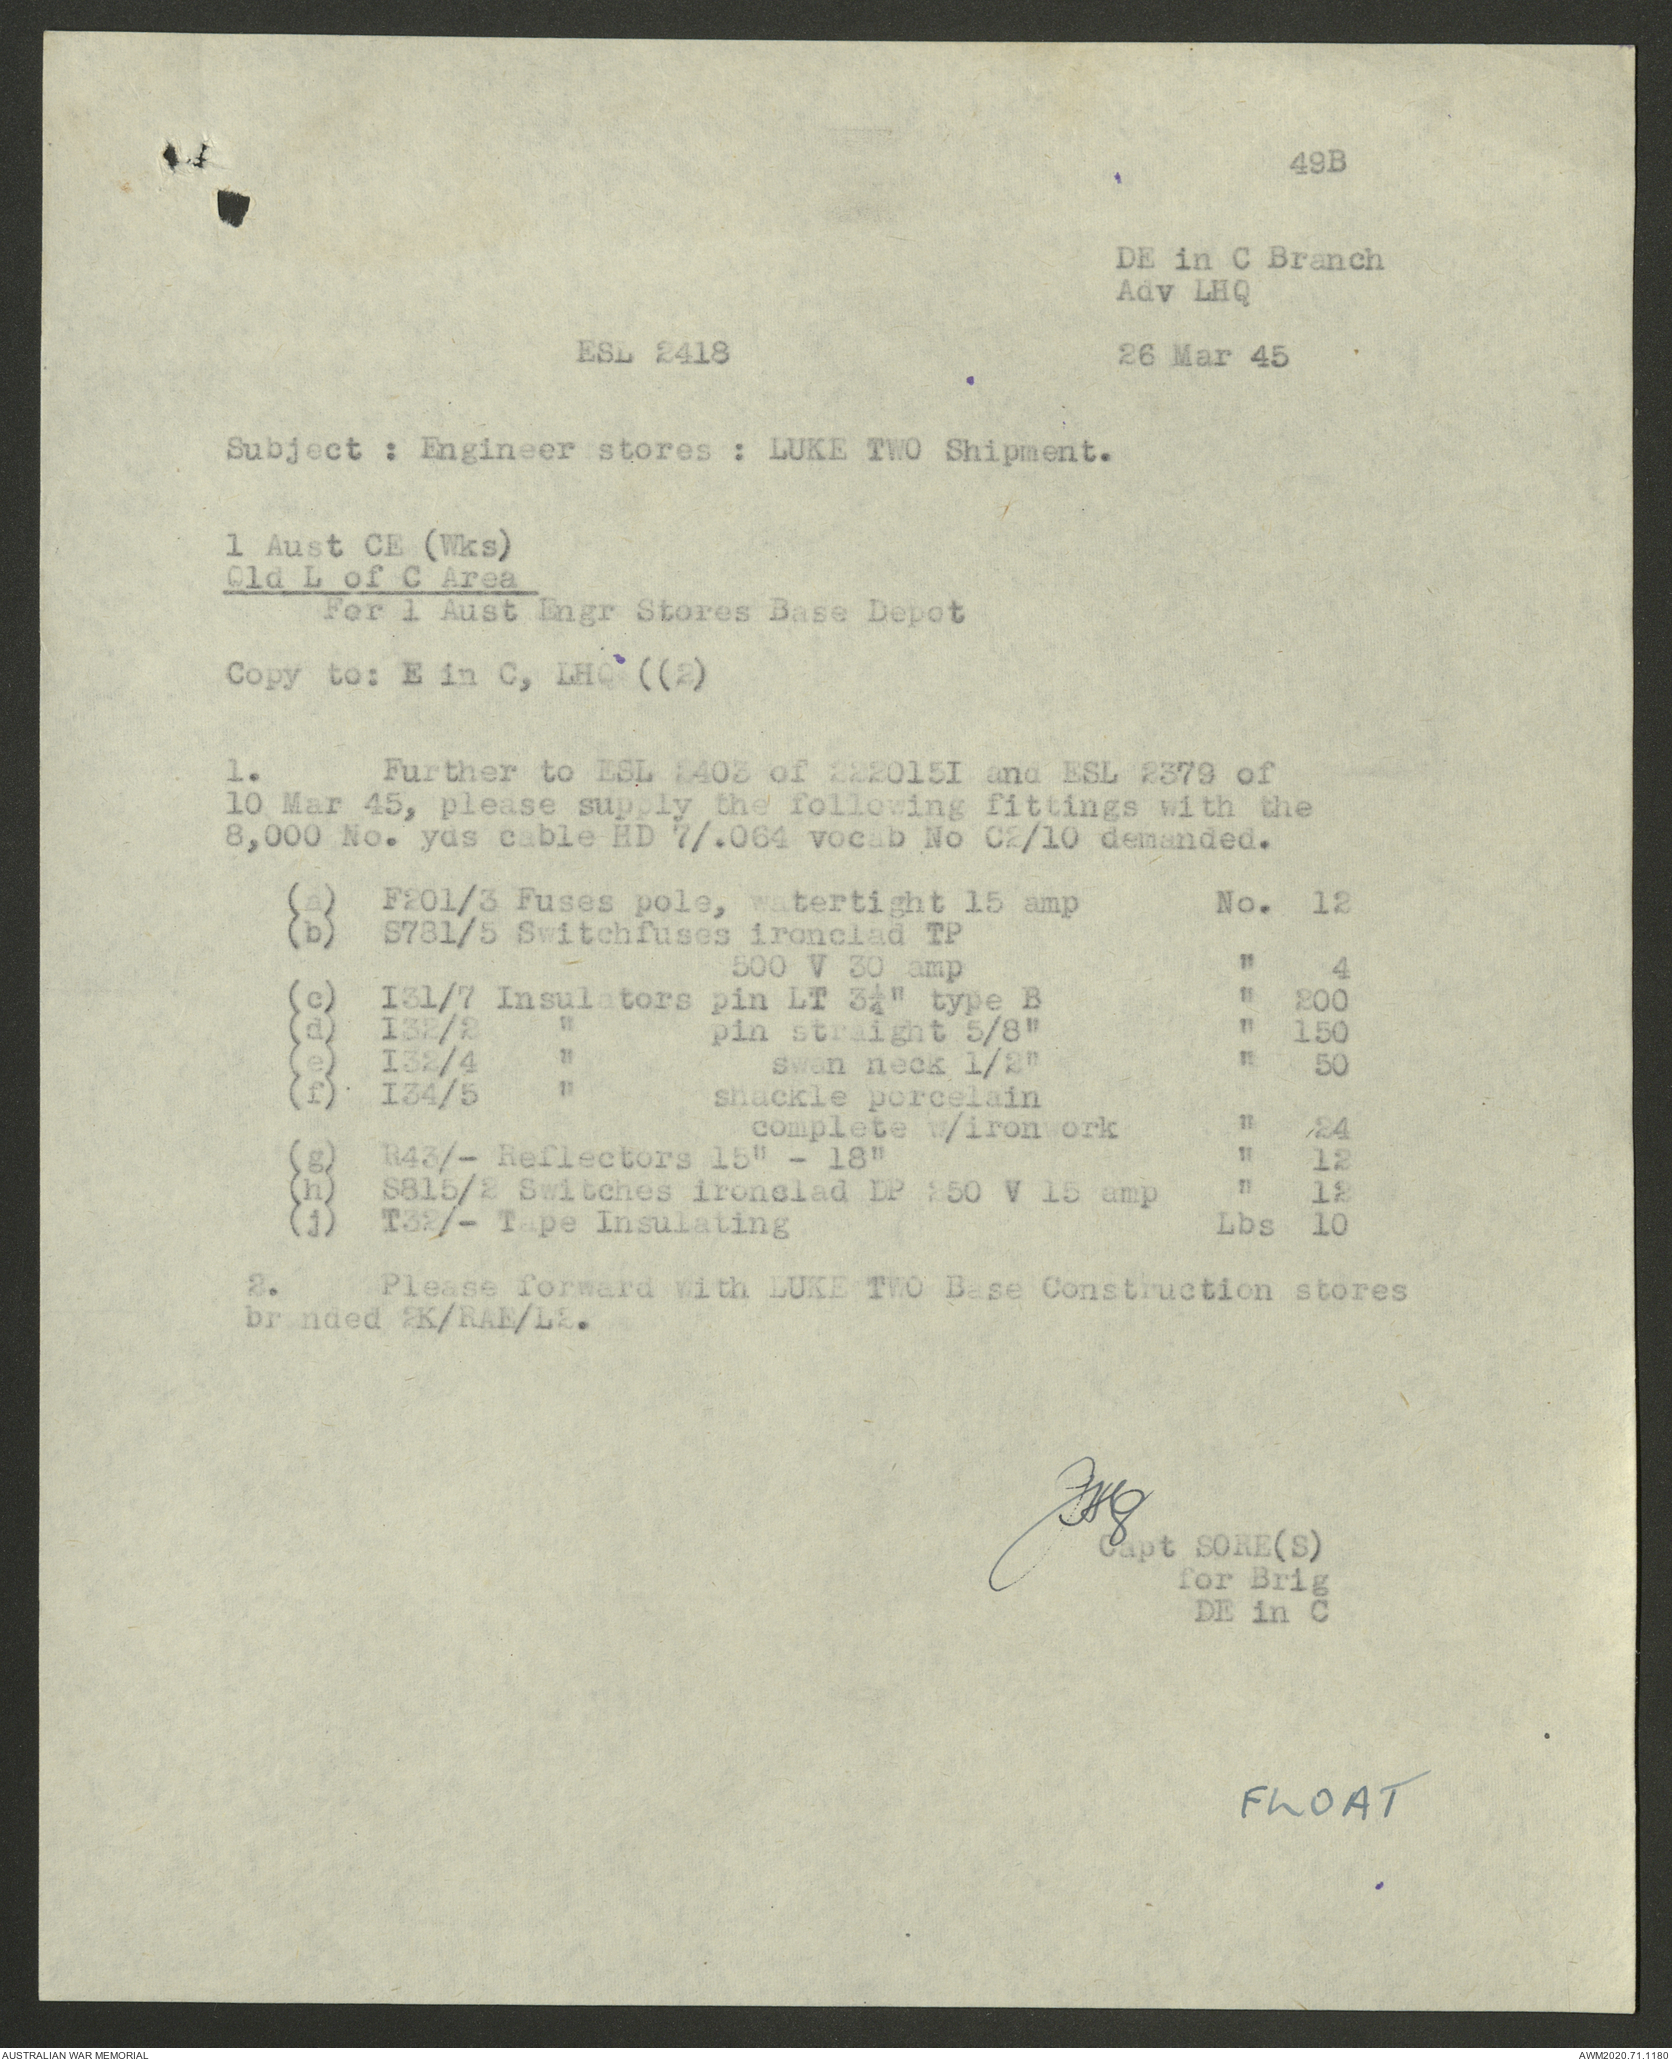 49B
DE in C Branch
Adv LHQ
ESL 2418
26 Mar 45
Subject : Engineer stores : LUKE TWO Shipment.
1 Aust CE (Wks)
Qld L of C Area
For 1 Aust Engr Stores Base Depot
Copy to: E in C, LHQ ((2)
1. Further to ESL 2403 of 222015I and ESL 2379 of
10 Mar 45, please supply the following fittings with the
8,000 No. yds cable HD 7/.064 vocab No C2/10 demanded.
(a) F201/3 Fuses pole, watertight 15 amp No. 12
(b) S781/5 Switchfuses ironclad TP
500 V 30 amp " 4
(c) I31/7 Insulators pin LT 3¼" type B " 200
(d) I32/2 " pin straight 5/8" " 150
(e) I32/4 " swan neck 1/2" " 50
(f) I34/5 " shackle porcelain
complete w/ironwork " 24
(g) R43/- Reflectors 15" - 18" " 12
(h) S815/2 Switches ironclad DP 250 V 15 amp " 12
(j) T32/- Tape Insulating Lbs 10
2. Please forward with LUKE TWO Base Construction stores
branded 2K/RAE/L2.
Capt SORE(S)
for Brig
DE in C
FLOAT
AUSTRALIAN WAR MEMORIAL
AWM2020.71.1180